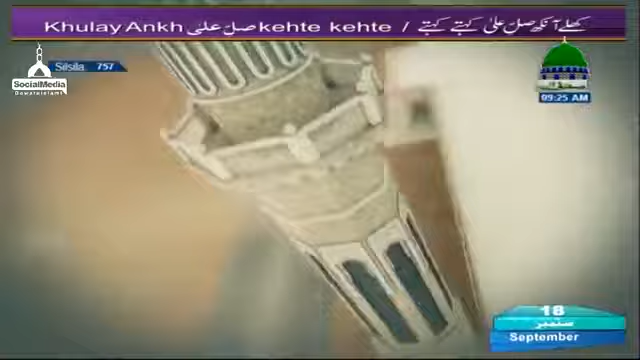 Khulay Ankh صلِّ علیٰ kehte kehte / کھلے آنکھ صلِّ علیٰ کہتے کہتے
Silsila 757
SocialMedia
Dawateislami
09:25 AM
18
ستمبر
September